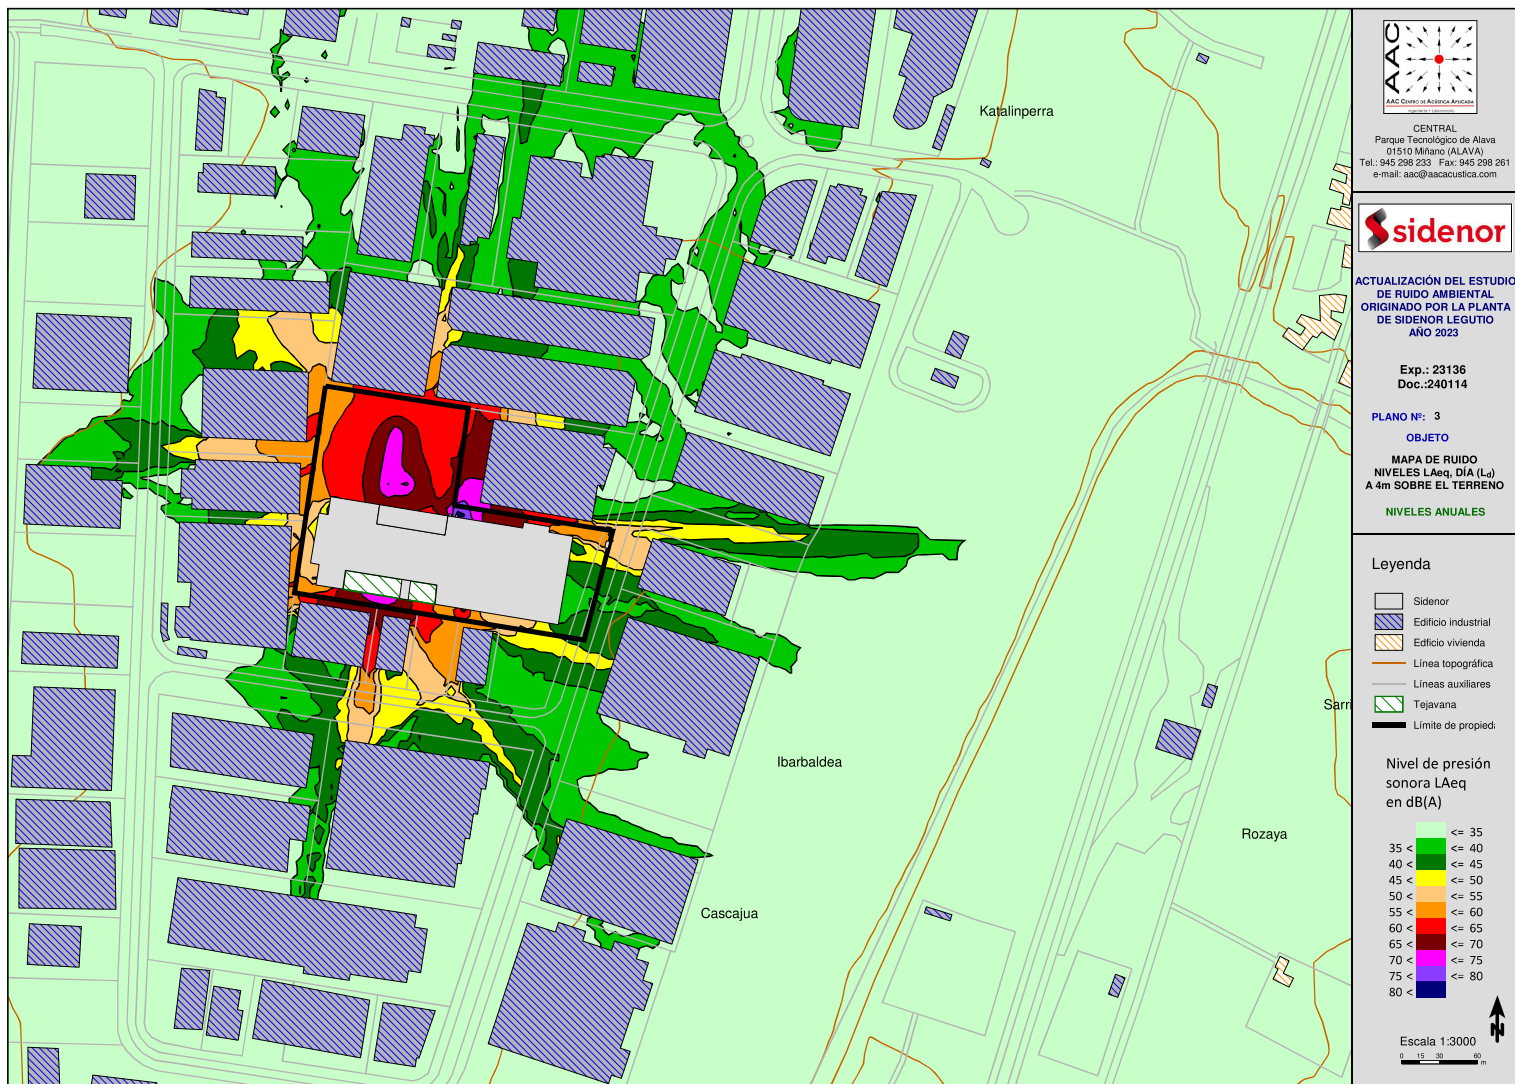 Katalinperra
Sarri
Ibarbaldea
Rozaya
Cascajua
AAC
AAC CENTRO DE ACÚSTICA APLICADA
CENTRAL
Parque Tecnológico de Alava
01510 Miñano (ALAVA)
Tel.: 945 298 233 Fax: 945 298 261
e-mail: aac@aacacustica.com
sidenor
ACTUALIZACIÓN DEL ESTUDIO
DE RUIDO AMBIENTAL
ORIGINADO POR LA PLANTA
DE SIDENOR LEGUTIO
AÑO 2023
Exp.: 23136
Doc.:240114
PLANO Nº: 3
OBJETO
MAPA DE RUIDO
NIVELES LAeq, DÍA (Ld)
A 4m SOBRE EL TERRENO
NIVELES ANUALES
Leyenda
Sidenor
Edificio industrial
Edficio vivienda
Línea topográfica
Líneas auxiliares
Tejavana
Límite de propied
Nivel de presión
sonora LAeq
en dB(A)
<= 35
35 < <= 40
40 < <= 45
45 < <= 50
50 < <= 55
55 < <= 60
60 < <= 65
65 < <= 70
70 < <= 75
75 < <= 80
80 <
N
Escala 1:3000
0 15 30 60
m